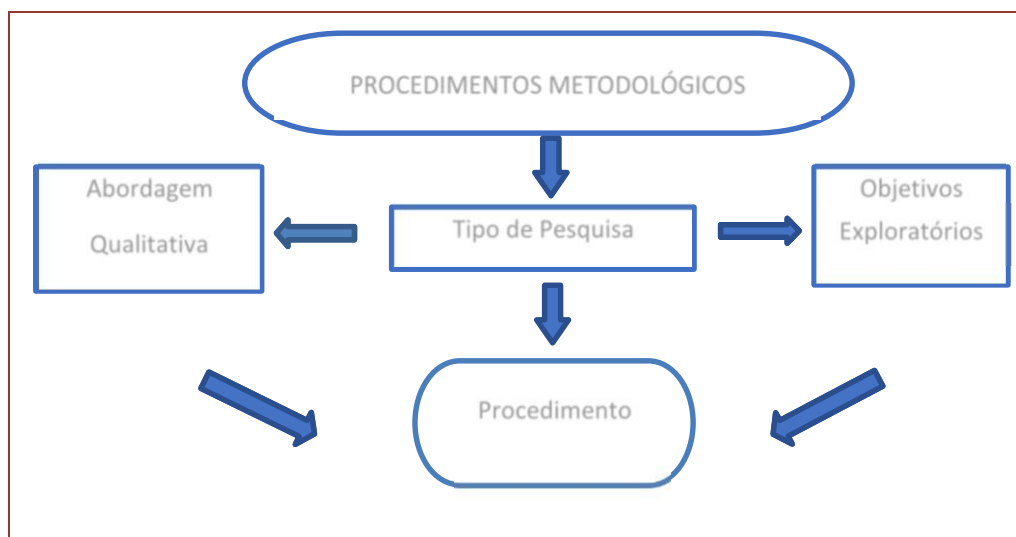 PROCEDIMENTOS METODOLÓGICOS
Abordagem
Qualitativa
Tipo de Pesquisa
Objetivos
Exploratórios
Procedimento